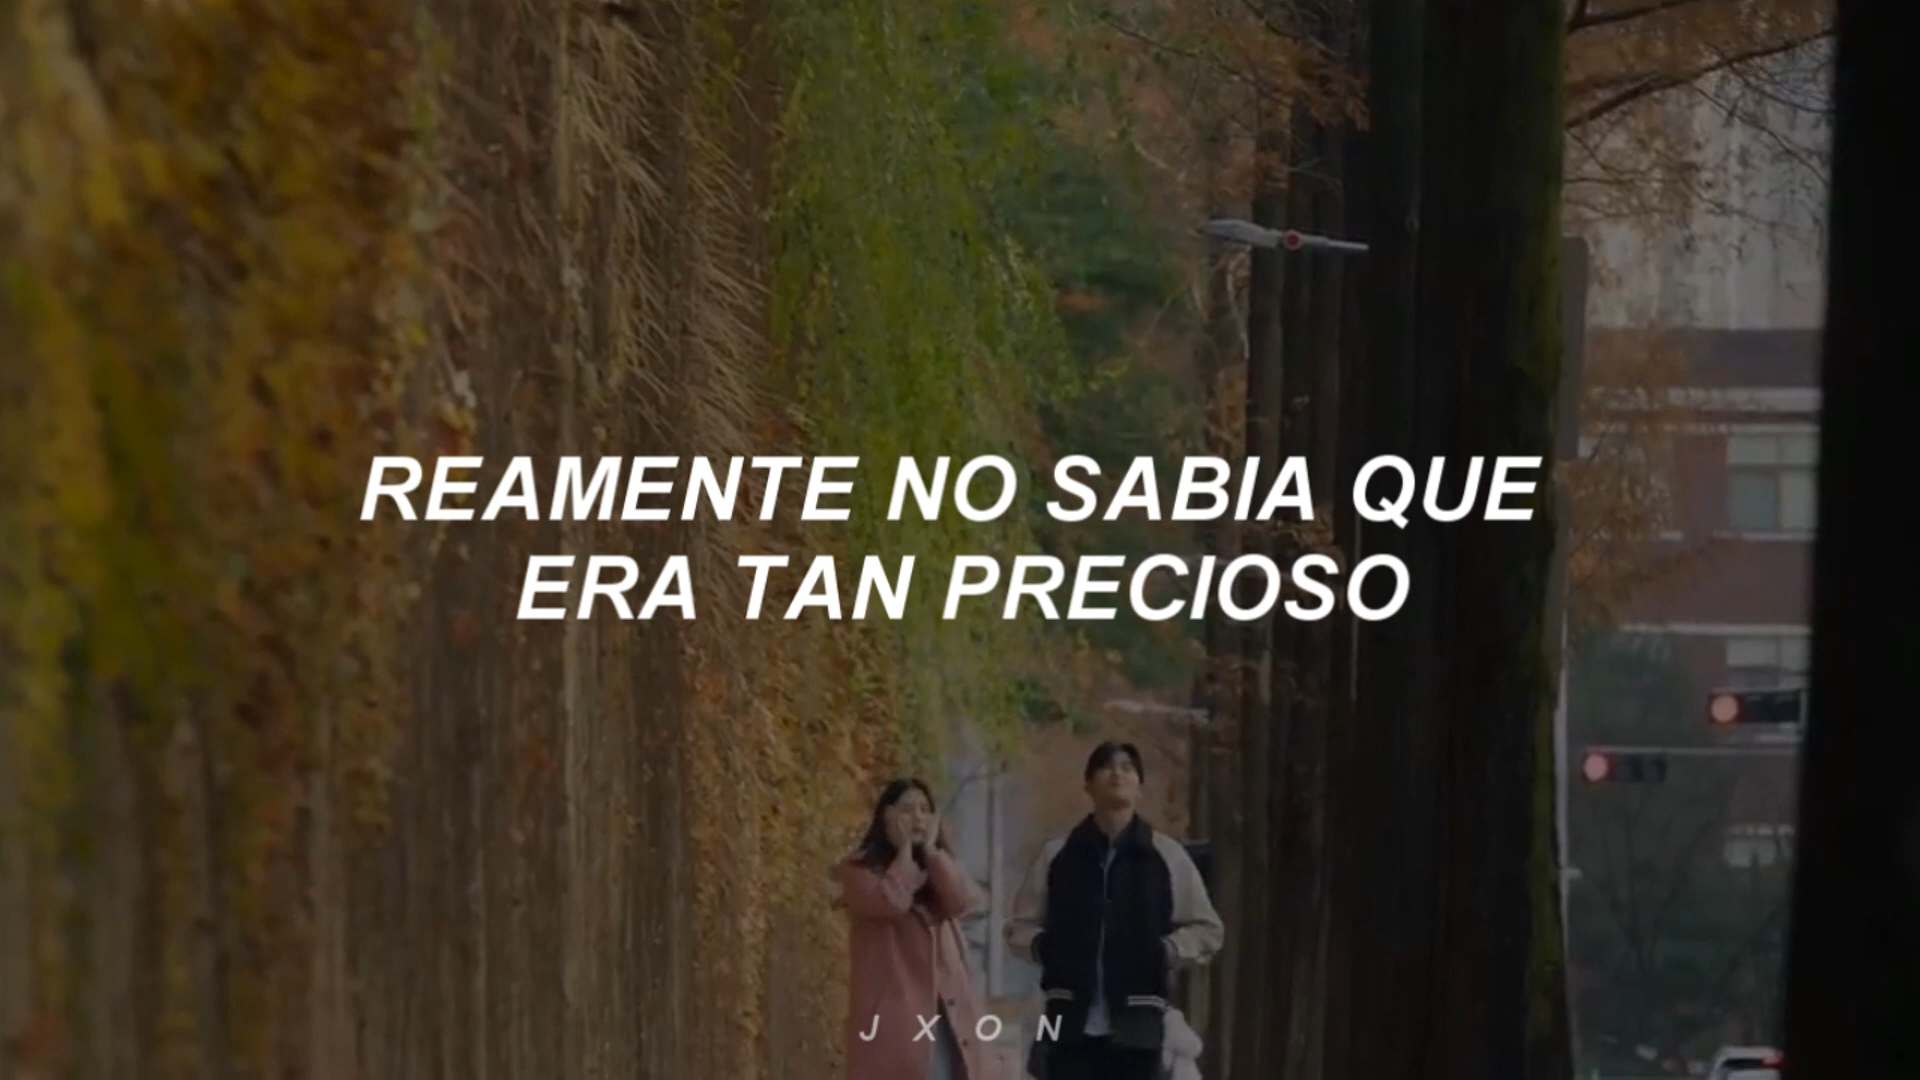 REAMENTE NO SABIA QUE
ERA TAN PRECIOSO
J X O N